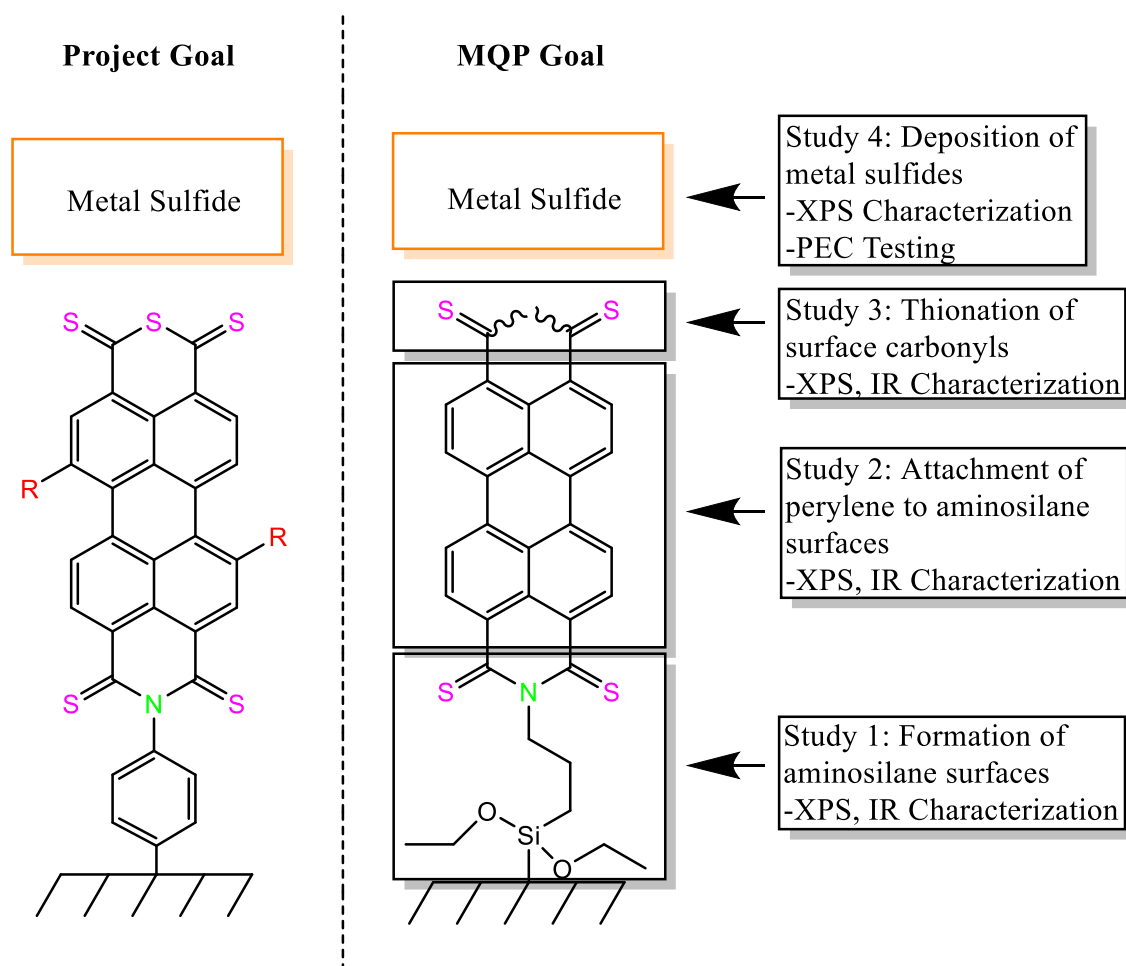 Project Goal
Metal Sulfide
S
S
S
R
R
S
N
S
MQP Goal
Metal Sulfide
S
S
S
N
S
O
Si
O
Study 4: Deposition of
metal sulfides
-XPS Characterization
-PEC Testing
Study 3: Thionation of
surface carbonyls
-XPS, IR Characterization
Study 2: Attachment of
perylene to aminosilane
surfaces
-XPS, IR Characterization
Study 1: Formation of
aminosilane surfaces
-XPS, IR Characterization